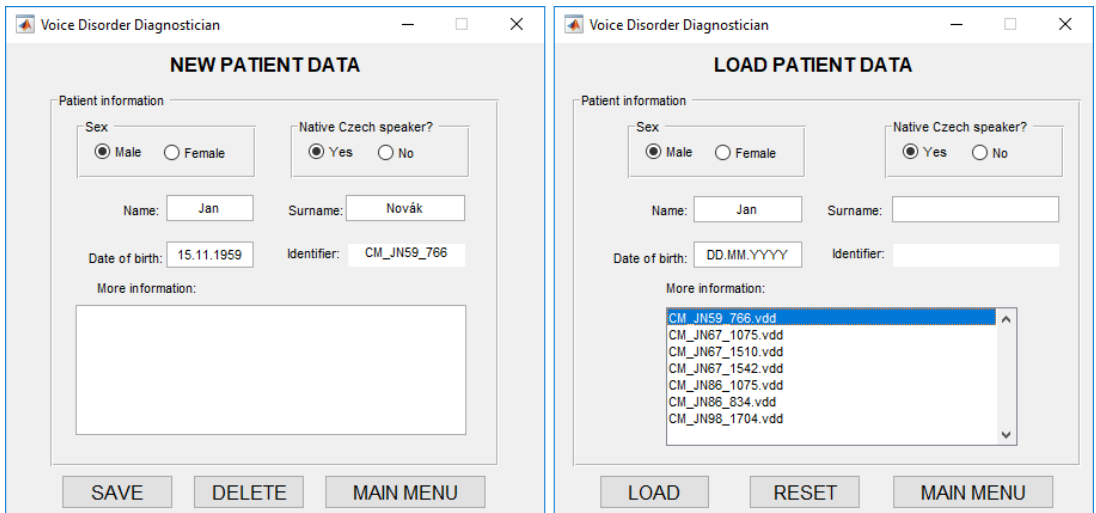 Voice Disorder Diagnostician
NEW PATIENT DATA
Patient information
Sex
Native Czech speaker?
Male Female
Yes No
Name: Jan Surname: Novák
Date of birth: 15.11.1959 Identifier: CM_JN59_766
More information:
SAVE DELETE MAIN MENU
Voice Disorder Diagnostician
LOAD PATIENT DATA
Patient information
Sex
Native Czech speaker?
Male Female
Yes No
Name: Jan Surname:
Date of birth: DD.MM.YYYY Identifier:
More information:
CM_JN59_766.vdd
CM_JN67_1075.vdd
CM_JN67_1510.vdd
CM_JN67_1542.vdd
CM_JN86_1075.vdd
CM_JN86_834.vdd
CM_JN98_1704.vdd
LOAD RESET MAIN MENU